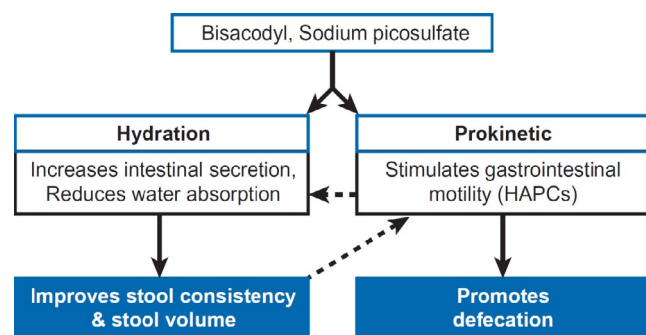 Bisacodyl, Sodium picosulfate
Hydration
Increases intestinal secretion,
Reduces water absorption
Prokinetic
Stimulates gastrointestinal
motility (HAPCs)
Improves stool consistency
& stool volume
Promotes
defecation